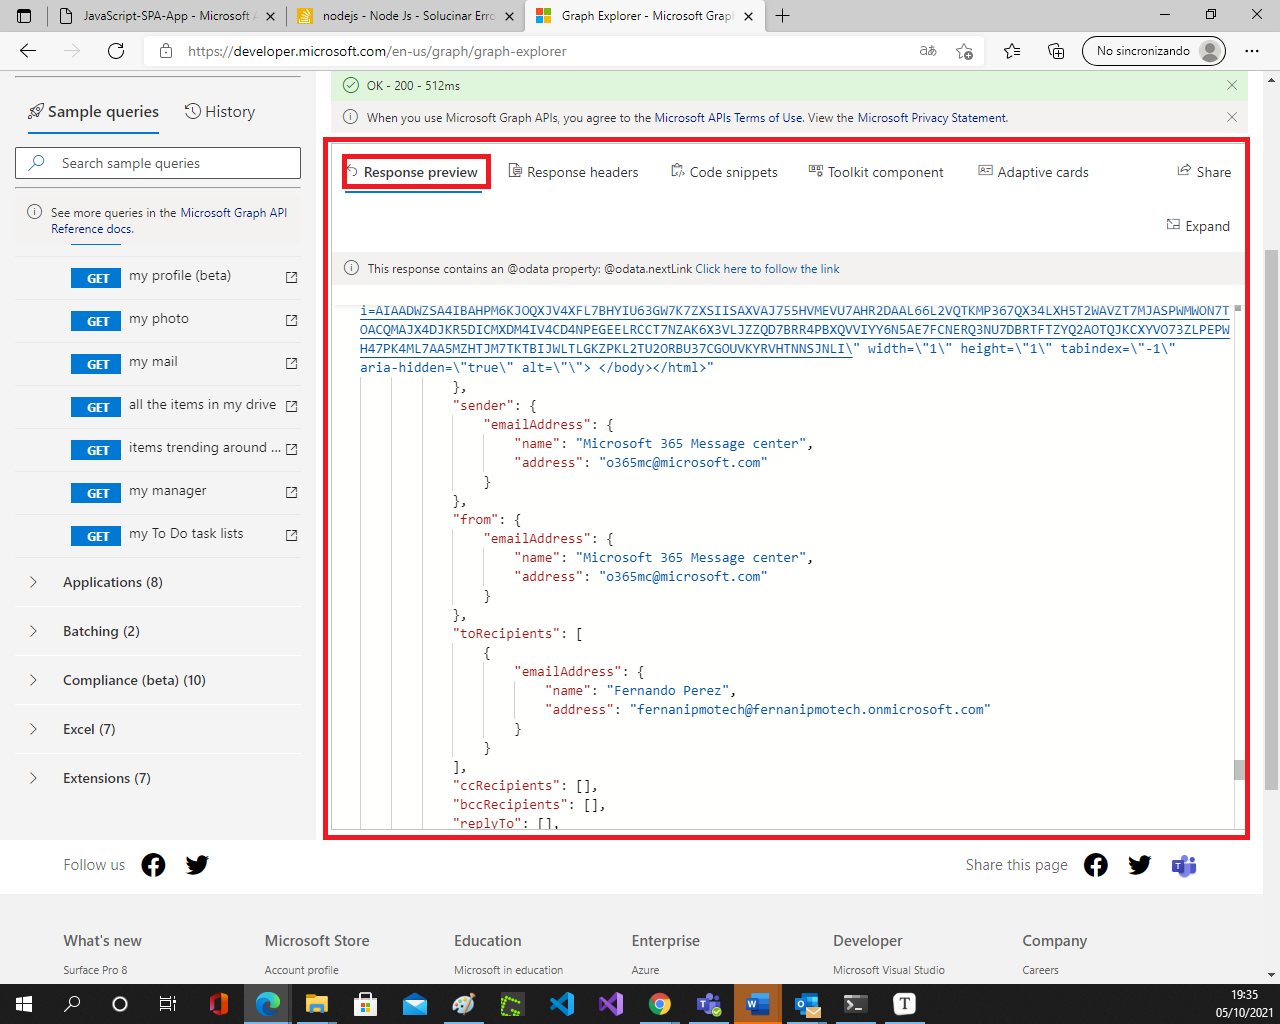 JavaScript-SPA-App - Microsoft A
nodejs - Node Js - Solucinar Erro
Graph Explorer - Microsoft Graph
https://developer.microsoft.com/en-us/graph/graph-explorer
No sincronizando
Sample queries
History
Search sample queries
See more queries in the Microsoft Graph API
Reference docs.
GET my profile (beta)
GET my photo
GET my mail
GET all the items in my drive
GET items trending around ...
GET my manager
GET my To Do task lists
Applications (8)
Batching (2)
Compliance (beta) (10)
Excel (7)
Extensions (7)
OK - 200 - 512ms
When you use Microsoft Graph APIs, you agree to the Microsoft APIs Terms of Use. View the Microsoft Privacy Statement.
Response preview
Response headers
Code snippets
Toolkit component
Adaptive cards
Share
Expand
This response contains an @odata property: @odata.nextLink Click here to follow the link
i=AIAADWZSA4IBAHPM6KJOQXJV4XFL7BHYIU63GW7K7ZXSIISAXVAJ755HVMEVU7AHR2DAAL66L2VQTKMP367QX34LXH5T2WAVZT7MJASPWMWON7T
OACQMAJX4DJKR5DICMXDM4IV4CD4NPEGEELRCCT7NZAK6X3VLJZZQD7BRR4PBXQVVIYY6N5AE7FCNERQ3NU7DBRTFTZYQ2AOTQJKCXYVO73ZLPEPW
H47PK4ML7AA5MZHTJM7TKTBIJWLTLGKZPKL2TU2ORBU37CGOUVKYRVHTNNSJNLI\" width=\"1\" height=\"1\" tabindex=\"-1\"
aria-hidden=\"true\" alt=\"\"> </body></html>"
},
"sender": {
"emailAddress": {
"name": "Microsoft 365 Message center",
"address": "o365mc@microsoft.com"
}
},
"from": {
"emailAddress": {
"name": "Microsoft 365 Message center",
"address": "o365mc@microsoft.com"
}
},
"toRecipients": [
{
"emailAddress": {
"name": "Fernando Perez",
"address": "fernanipmotech@fernanipmotech.onmicrosoft.com"
}
}
],
"ccRecipients": [],
"bccRecipients": [],
"replyTo": [],
Follow us
Share this page
What's new
Microsoft Store
Education
Enterprise
Developer
Company
Surface Pro 8
Account profile
Microsoft in education
Azure
Microsoft Visual Studio
Careers
19:35
05/10/2021